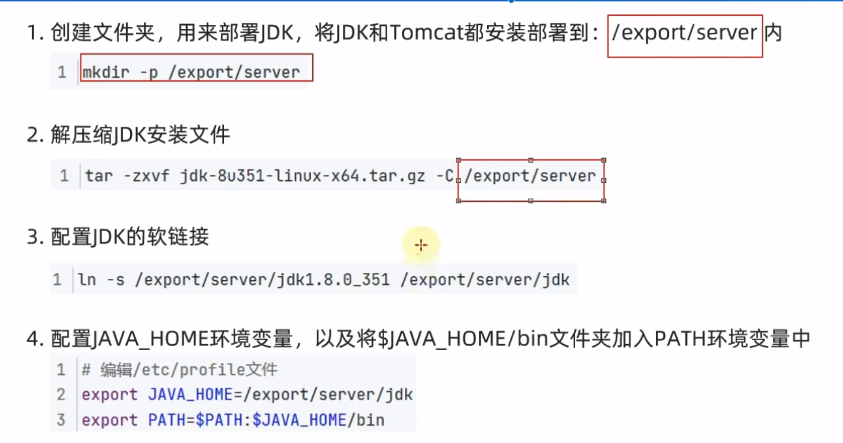 1. 创建文件夹，用来部署JDK，将JDK和Tomcat都安装部署到：/export/server内
1 mkdir -p /export/server
2. 解压缩JDK安装文件
1 tar -zxvf jdk-8u351-linux-x64.tar.gz -C /export/server
3. 配置JDK的软链接
1 ln -s /export/server/jdk1.8.0_351 /export/server/jdk
4. 配置JAVA_HOME环境变量，以及将$JAVA_HOME/bin文件夹加入PATH环境变量中
1 # 编辑/etc/profile文件
2 export JAVA_HOME=/export/server/jdk
3 export PATH=$PATH:$JAVA_HOME/bin